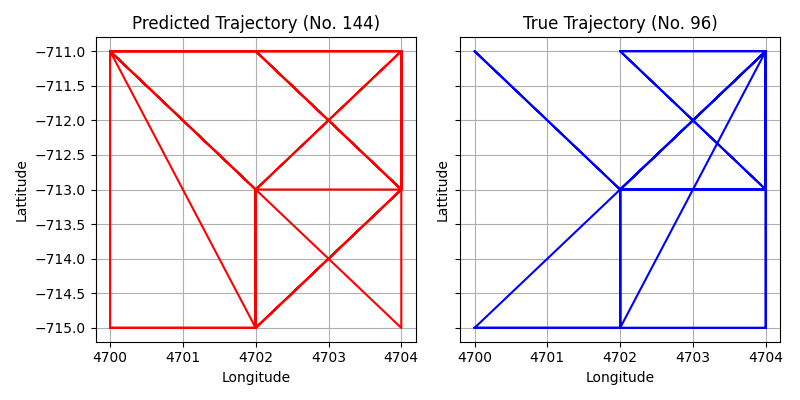 Predicted Trajectory (No. 144)
−711.0
−711.5
−712.0
−712.5
−713.0
−713.5
−714.0
−714.5
−715.0
Lattitude
4700 4701 4702 4703 4704
Longitude
True Trajectory (No. 96)
Lattitude
4700 4701 4702 4703 4704
Longitude